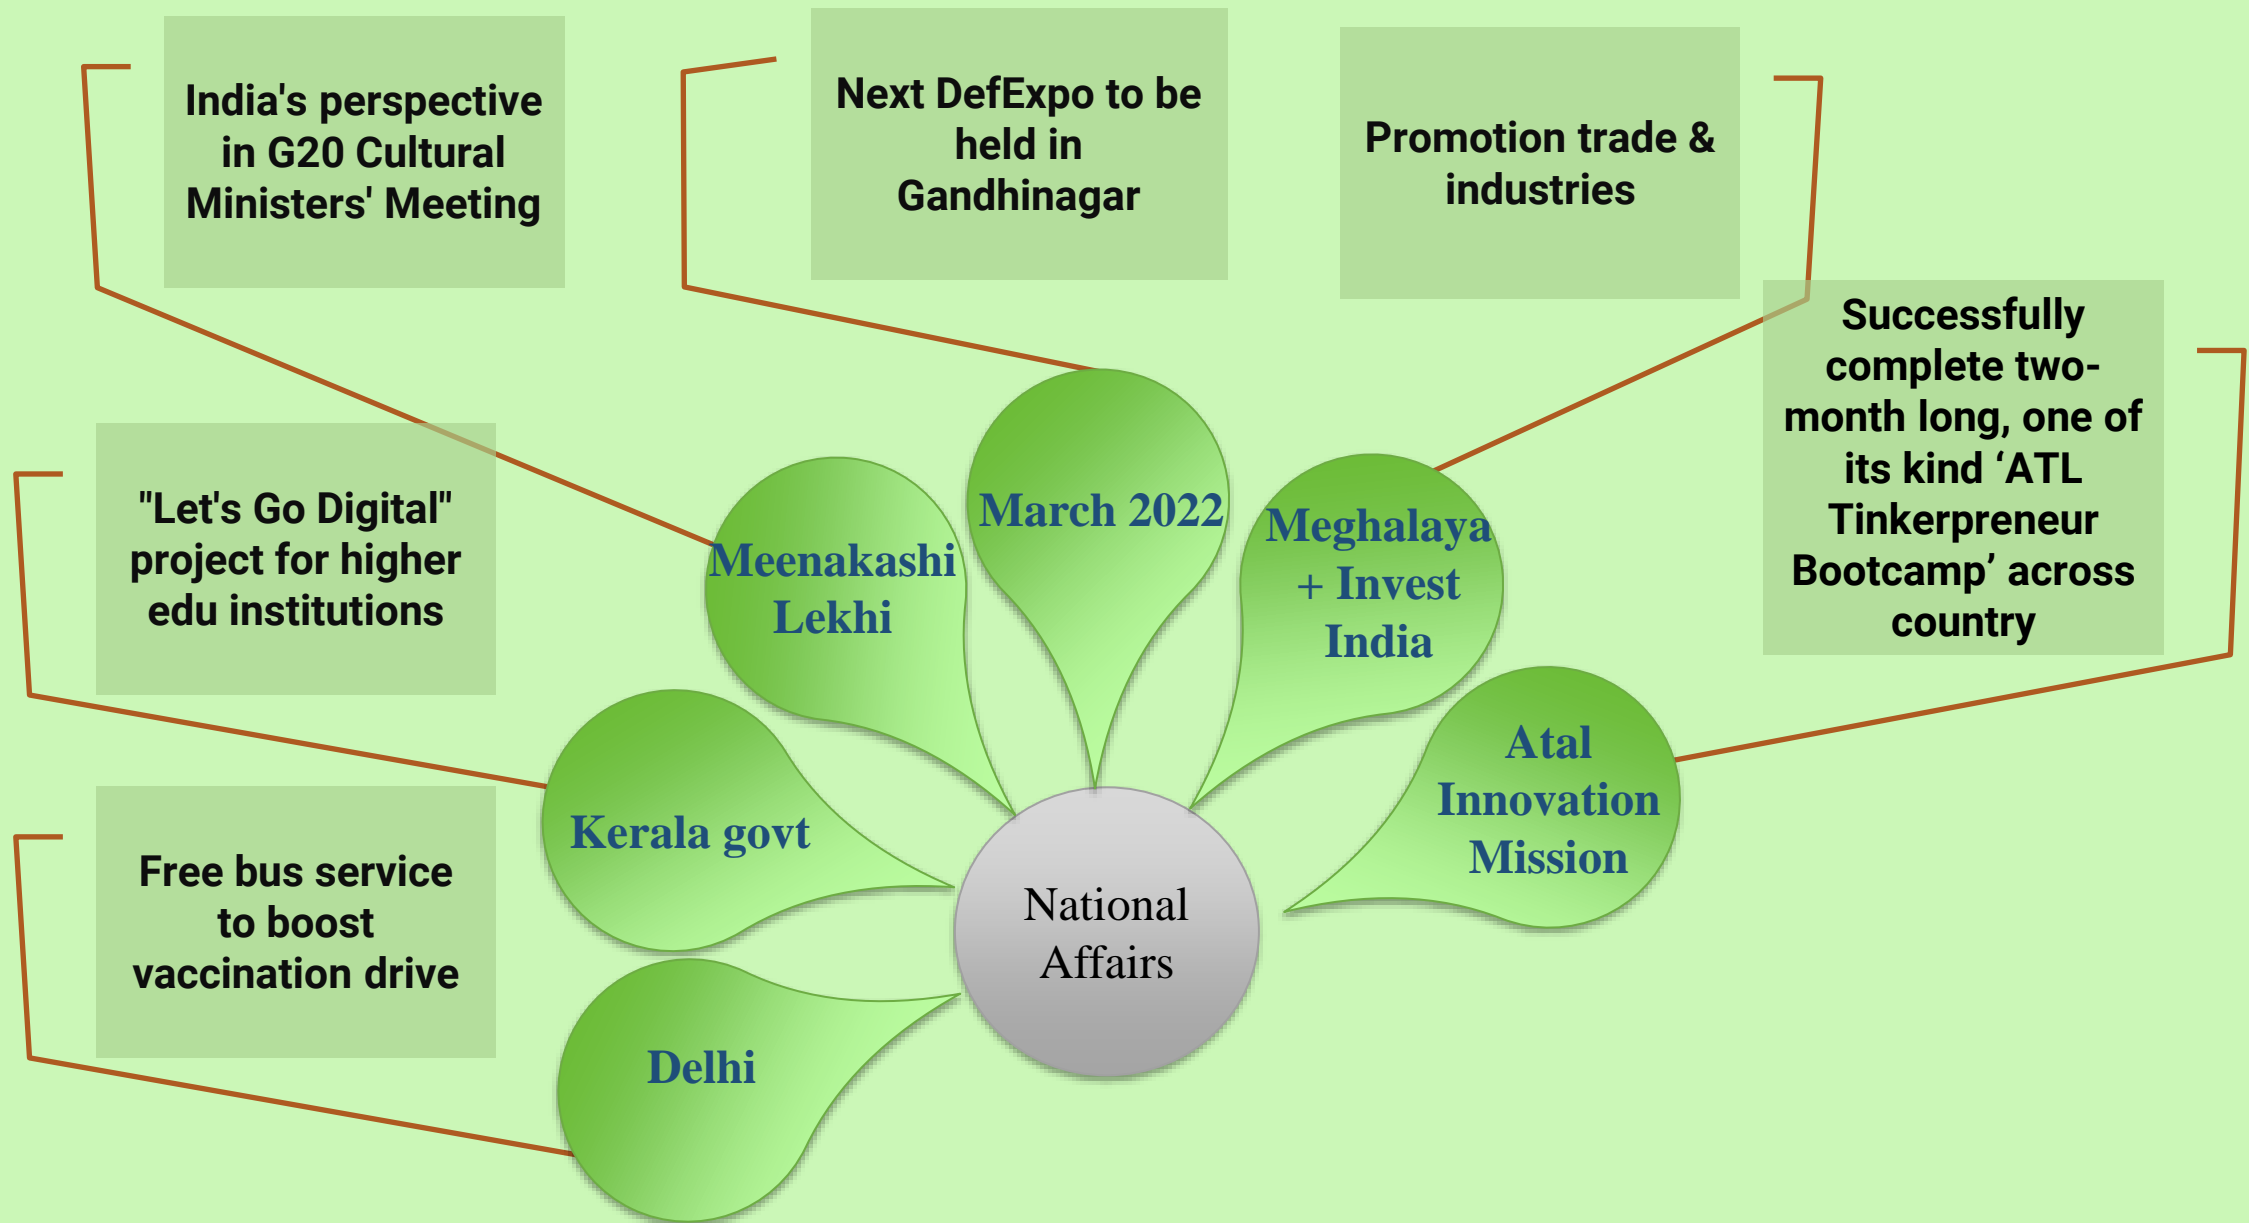 India's perspective
in G20 Cultural
Ministers' Meeting
Next DefExpo to be
held in
Gandhinagar
Promotion trade &
industries
Successfully
complete two-
month long, one of
its kind ‘ATL
Tinkerpreneur
Bootcamp’ across
country
"Let's Go Digital"
project for higher
edu institutions
Free bus service
to boost
vaccination drive
March 2022
Meenakashi
Lekhi
Meghalaya
+ Invest
India
Atal
Innovation
Mission
Kerala govt
Delhi
National
Affairs